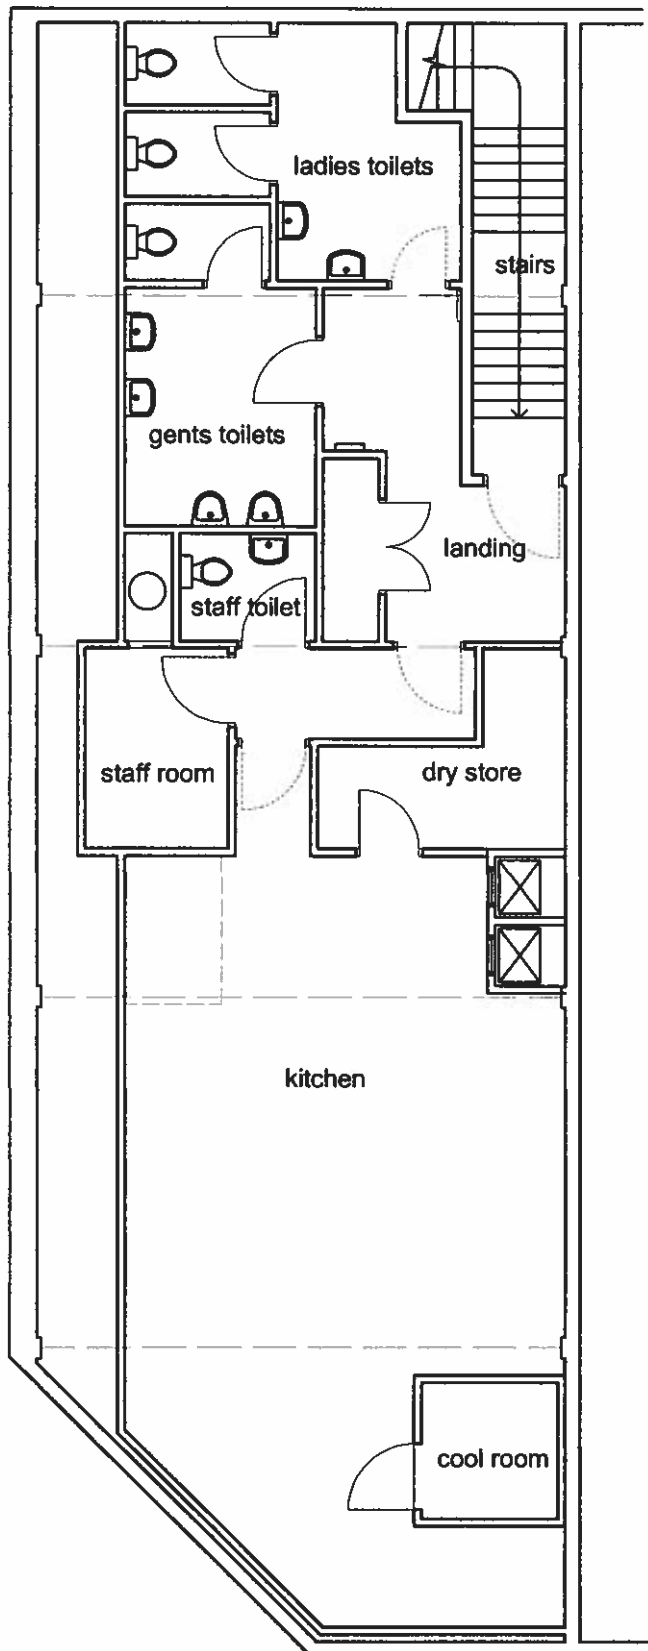 ladies toilets
stairs
gents toilets
landing
staff toilet
staff room
dry store
kitchen
cool room